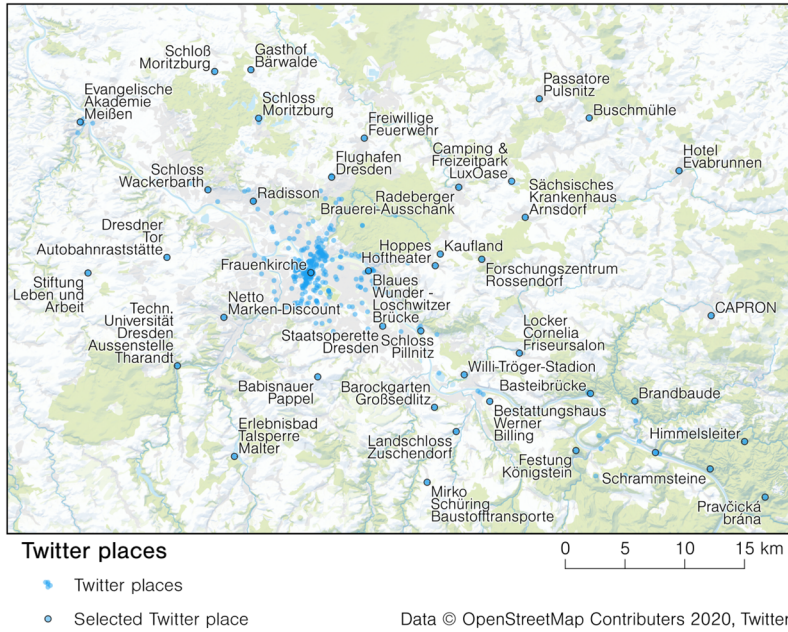 Schloß
Moritzburg
Gasthof
Bärwalde
Evangelische
Akademie
Meißen
Schloss
Moritzburg
Freiwillige
Feuerwehr
Passatore
Pulsnitz
Buschmühle
Schloss
Wackerbarth
Radisson
Flughafen
Dresden
Camping &
Freizeitpark
LuxOase
Radeberger
Brauerei-Ausschank
Sächsisches
Krankenhaus
Arnsdorf
Hotel
Evabrunnen
Dresdner
Tor
Autobahnraststätte
Stiftung
Leben und
Arbeit
Frauenkirche
Hoppes
Hoftheater
Kaufland
Forschungszentrum
Rossendorf
Blaues
Wunder -
Loschwitzer
Brücke
Techn.
Universität
Dresden
Aussenstelle
Tharandt
Netto
Marken-Discount
Staatsoperette
Dresden
Schloss
Pillnitz
Locker
Cornelia
Friseursalon
CAPRON
Babisnauer
Pappel
Barockgarten
Großsedlitz
Willi-Tröger-Stadion
Basteibrücke
Brandbaude
Bestattungshaus
Werner
Billing
Erlebnisbad
Talsperre
Malter
Landschloss
Zuschendorf
Festung
Königstein
Himmelsleiter
Schrammsteine
Mirko
Schüring
Baustofftransporte
Pravčická
brána
Twitter places
Twitter places
Selected Twitter place
0 5 10 15 km
Data © OpenStreetMap Contributers 2020, Twitter